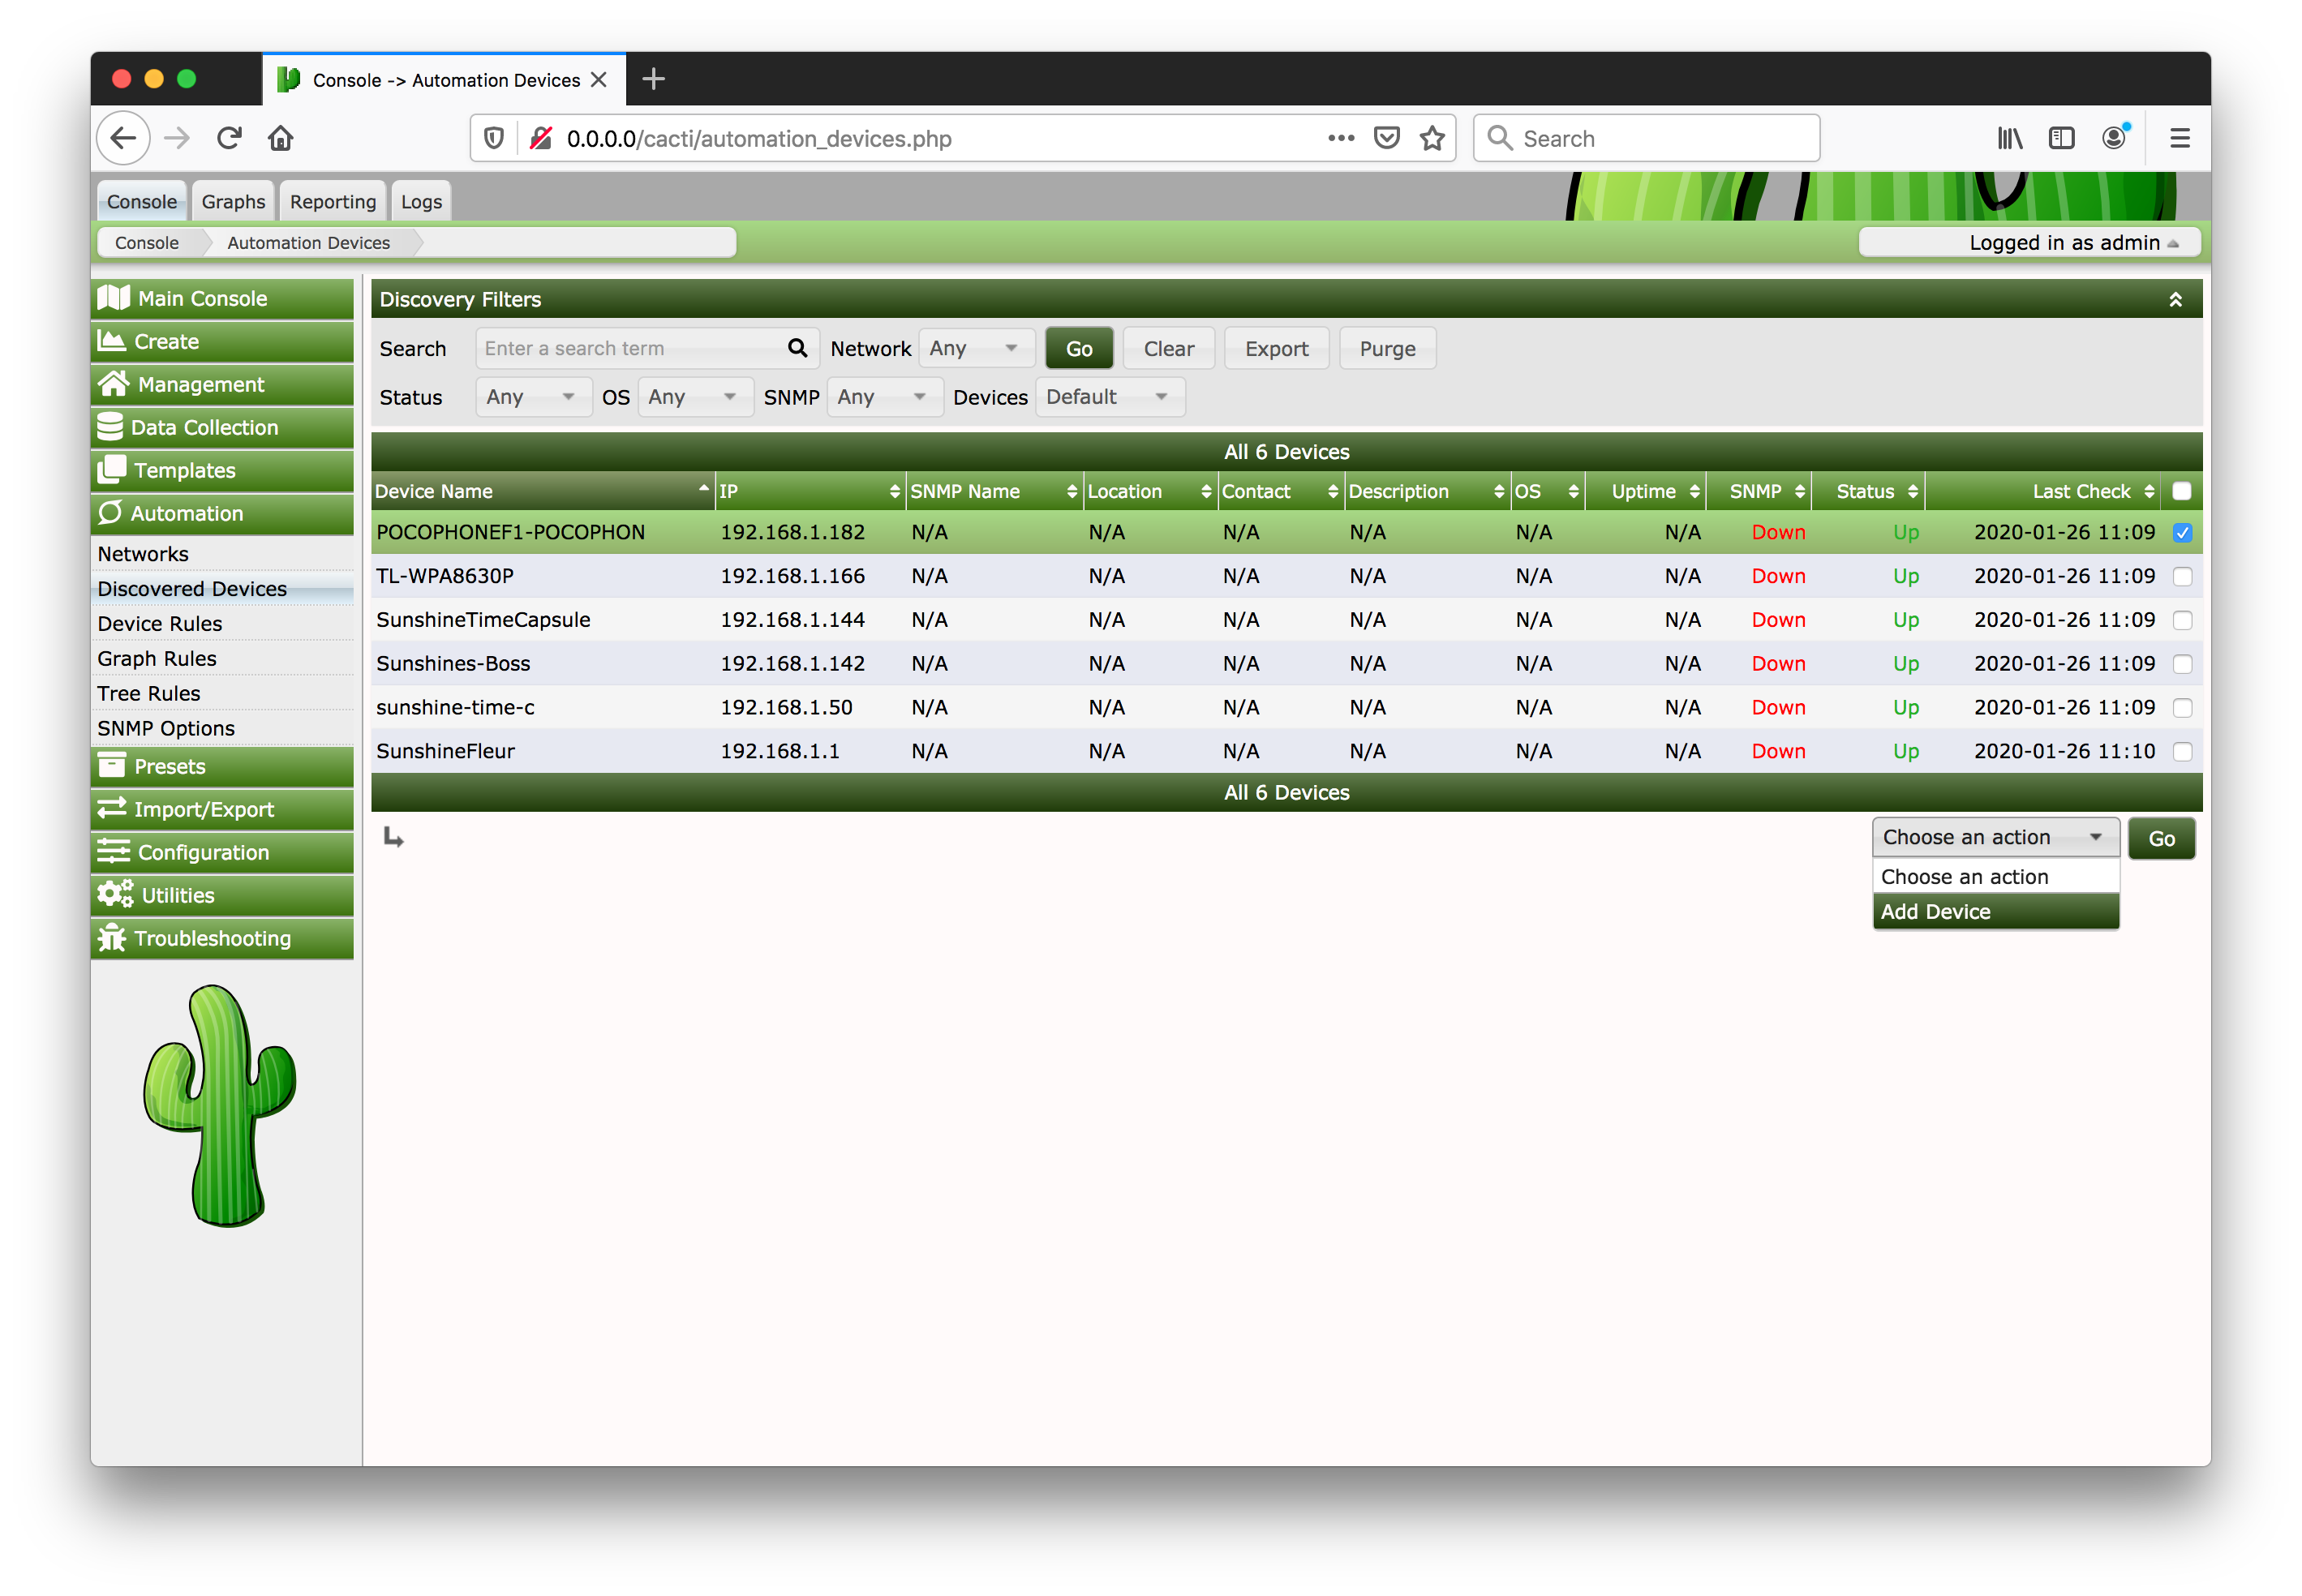 Console -> Automation Devices
0.0.0.0/cacti/automation_devices.php
Search
Console Graphs Reporting Logs
Console Automation Devices
Logged in as admin
Main Console
Create
Management
Data Collection
Templates
Automation
Networks
Discovered Devices
Device Rules
Graph Rules
Tree Rules
SNMP Options
Presets
Import/Export
Configuration
Utilities
Troubleshooting
Discovery Filters
Search Enter a search term Network Any Go Clear Export Purge
Status Any OS Any SNMP Any Devices Default
All 6 Devices
Device Name IP SNMP Name Location Contact Description OS Uptime SNMP Status Last Check
POCOPHONEF1-POCOPHON 192.168.1.182 N/A N/A N/A N/A N/A N/A Down Up 2020-01-26 11:09
TL-WPA8630P 192.168.1.166 N/A N/A N/A N/A N/A N/A Down Up 2020-01-26 11:09
SunshineTimeCapsule 192.168.1.144 N/A N/A N/A N/A N/A N/A Down Up 2020-01-26 11:09
Sunshines-Boss 192.168.1.142 N/A N/A N/A N/A N/A N/A Down Up 2020-01-26 11:09
sunshine-time-c 192.168.1.50 N/A N/A N/A N/A N/A N/A Down Up 2020-01-26 11:09
SunshineFleur 192.168.1.1 N/A N/A N/A N/A N/A N/A Down Up 2020-01-26 11:10
All 6 Devices
Choose an action Go
Choose an action
Add Device